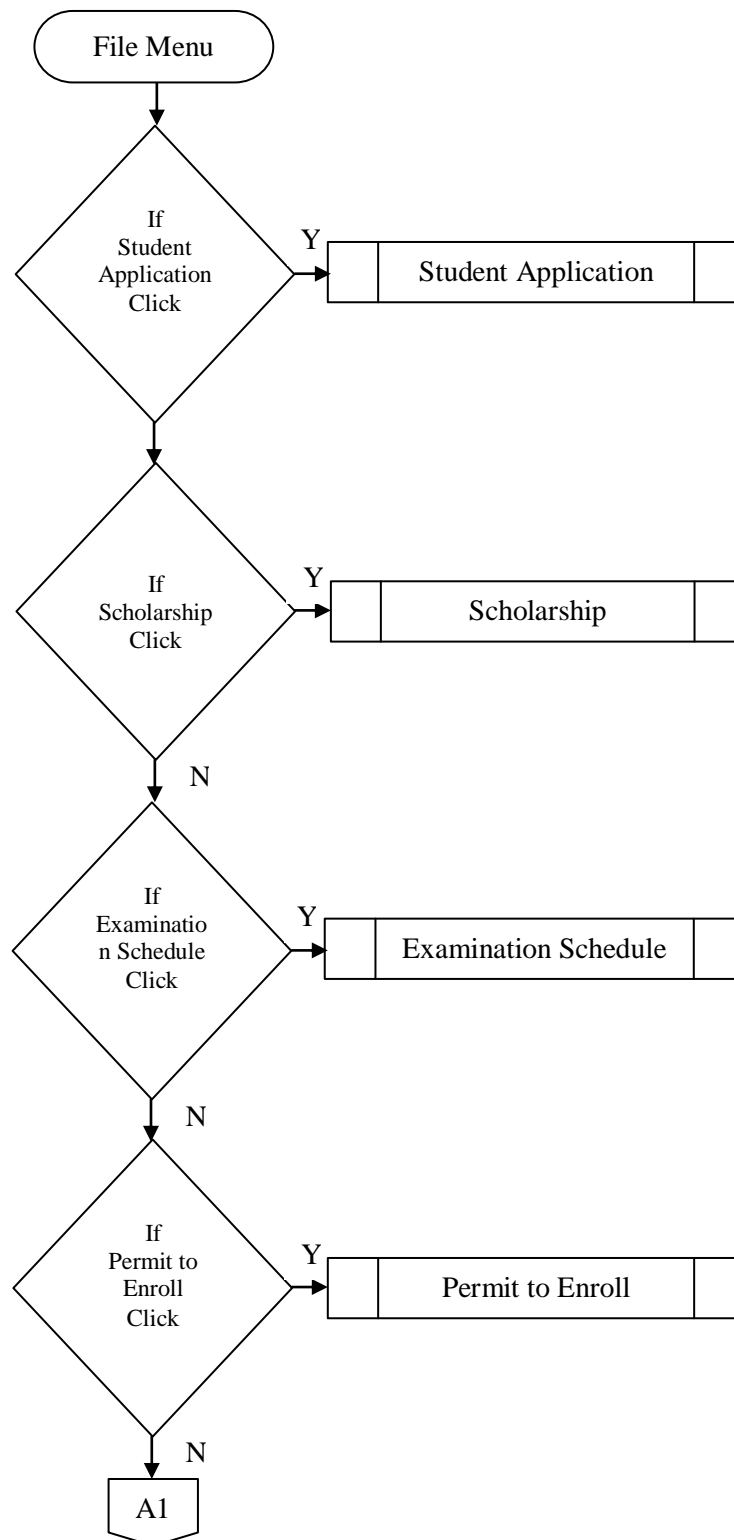 File Menu
If
Student
Application
Click
Y
Student Application
If
Scholarship
Click
Y
Scholarship
N
If
Examinatio
n Schedule
Click
Y
Examination Schedule
N
If
Permit to
Enroll
Click
Y
Permit to Enroll
N
A1